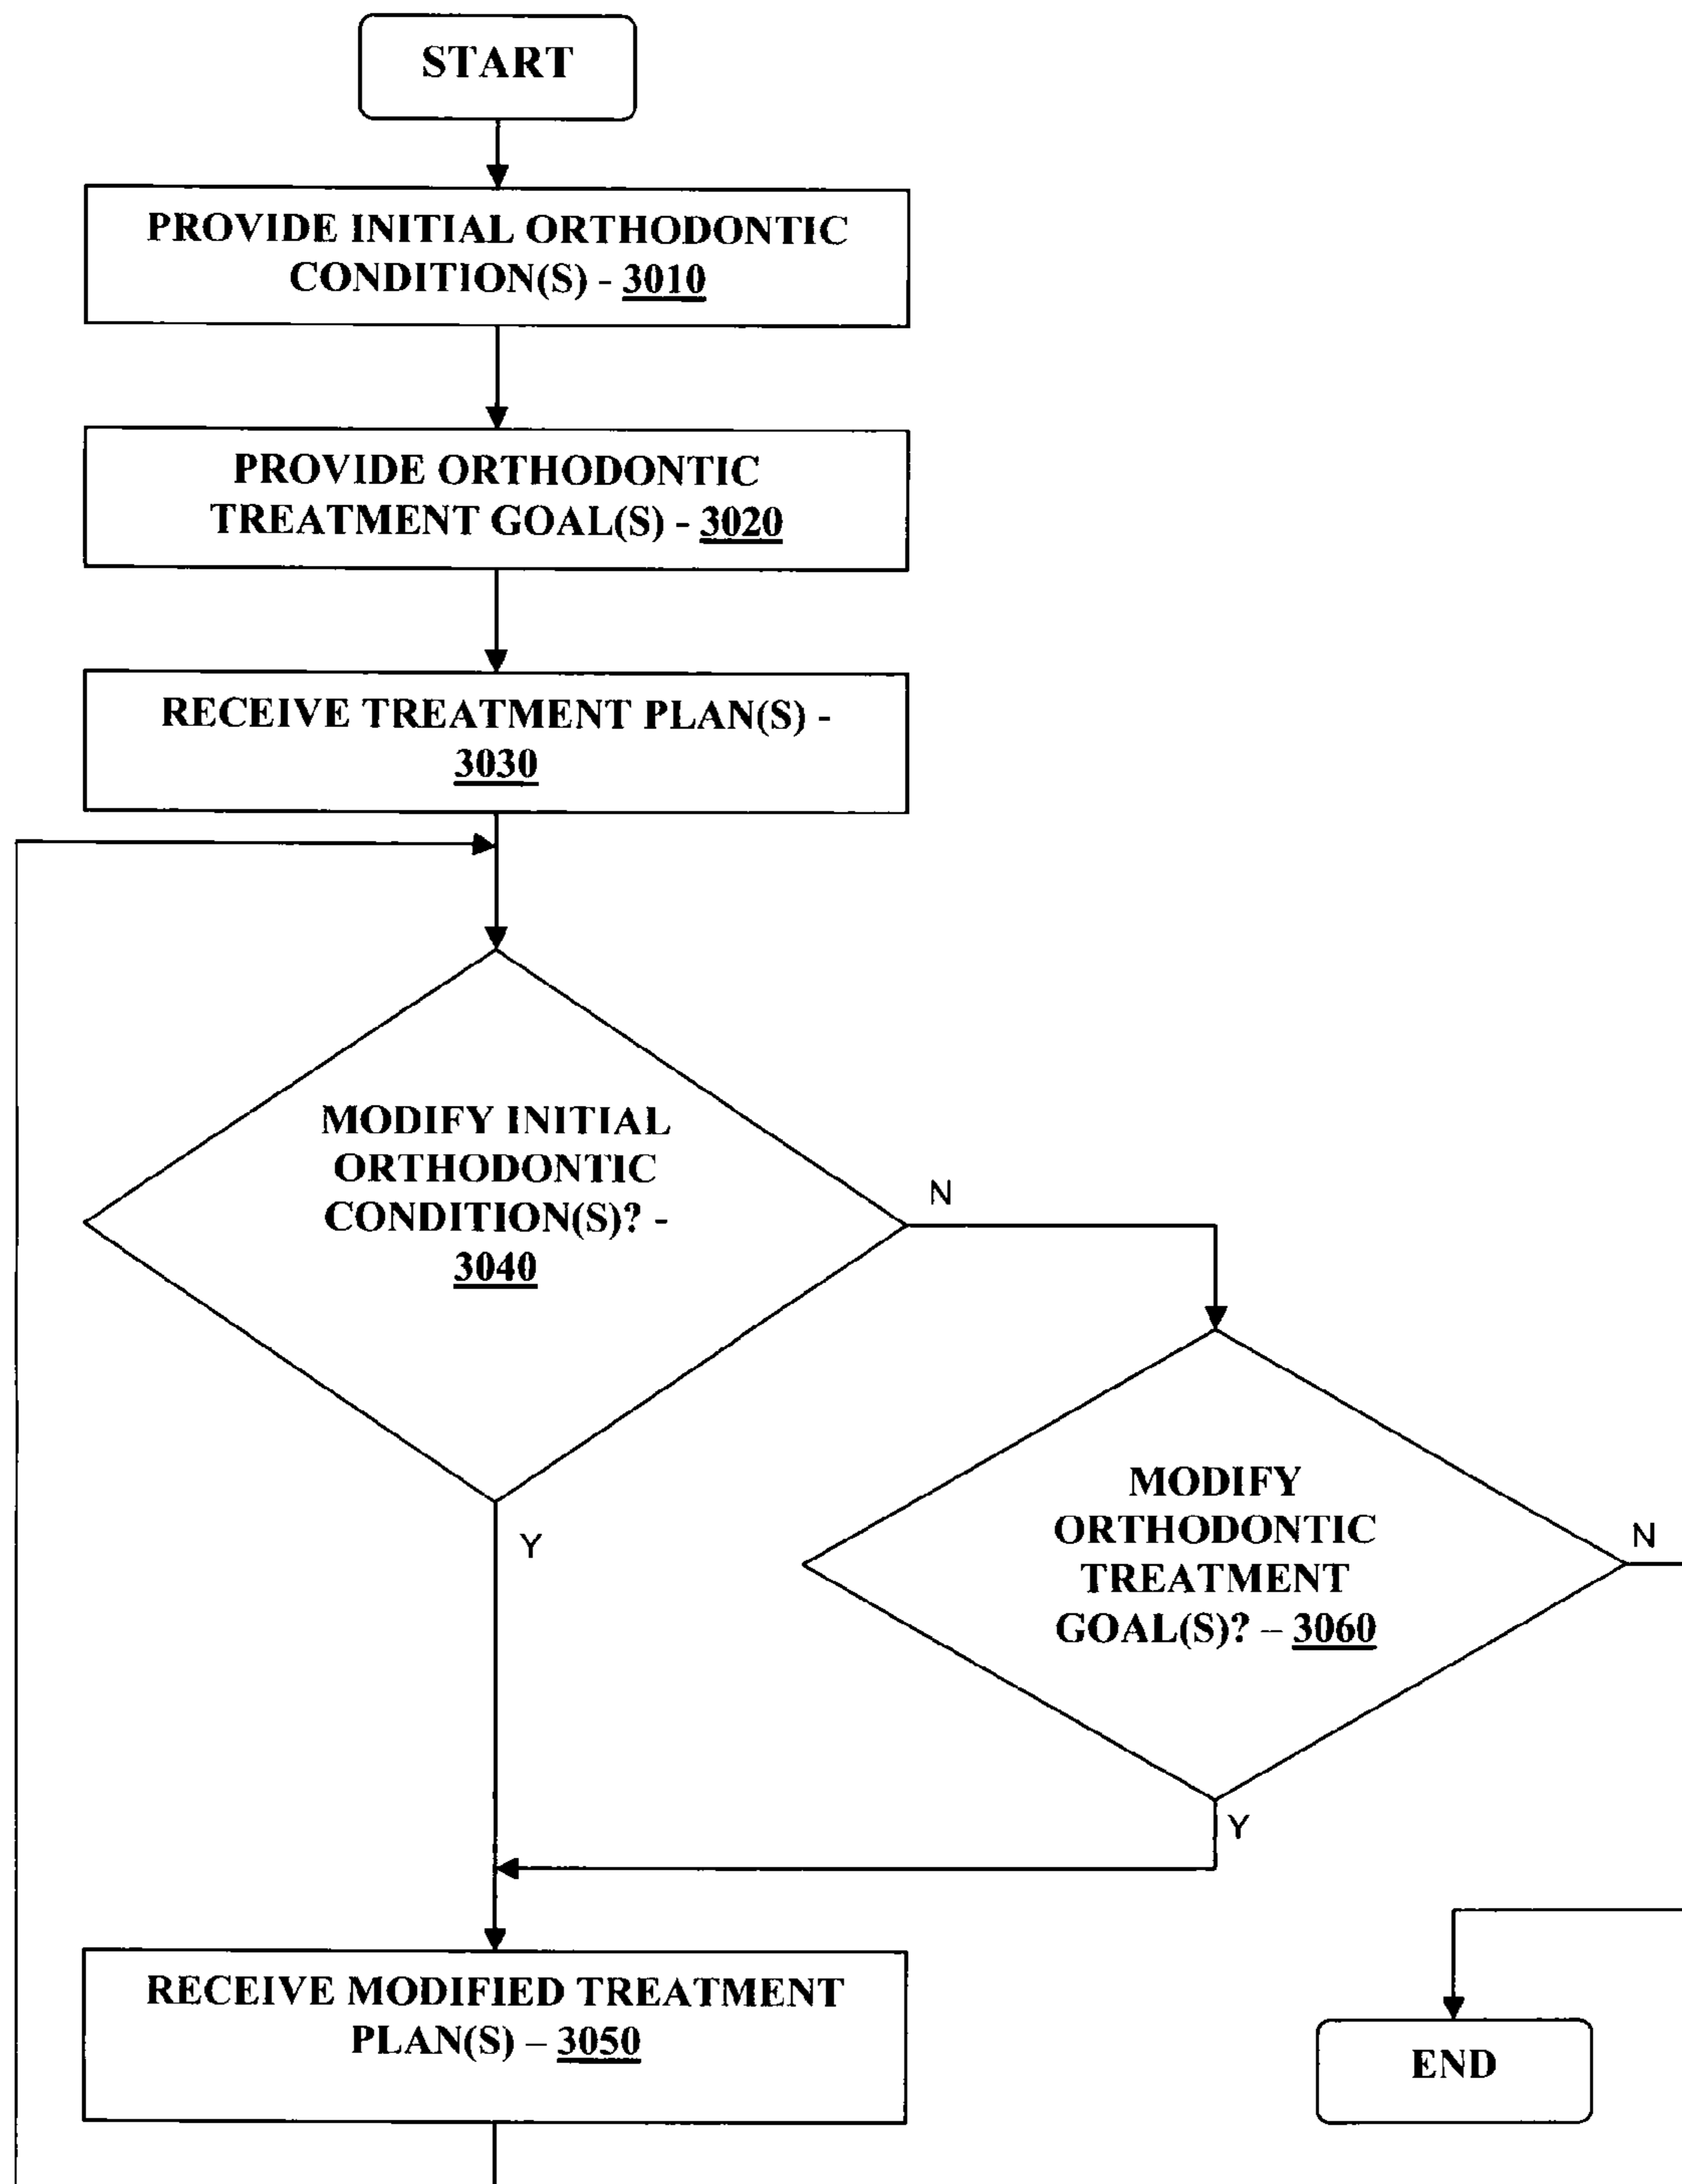 START
PROVIDE INITIAL ORTHODONTIC
CONDITION(S) - 3010
PROVIDE ORTHODONTIC
TREATMENT GOAL(S) - 3020
RECEIVE TREATMENT PLAN(S) -
3030
MODIFY INITIAL
ORTHODONTIC
CONDITION(S)? -
3040
N
Y
MODIFY
ORTHODONTIC
TREATMENT
GOAL(S)? – 3060
N
Y
RECEIVE MODIFIED TREATMENT
PLAN(S) – 3050
END